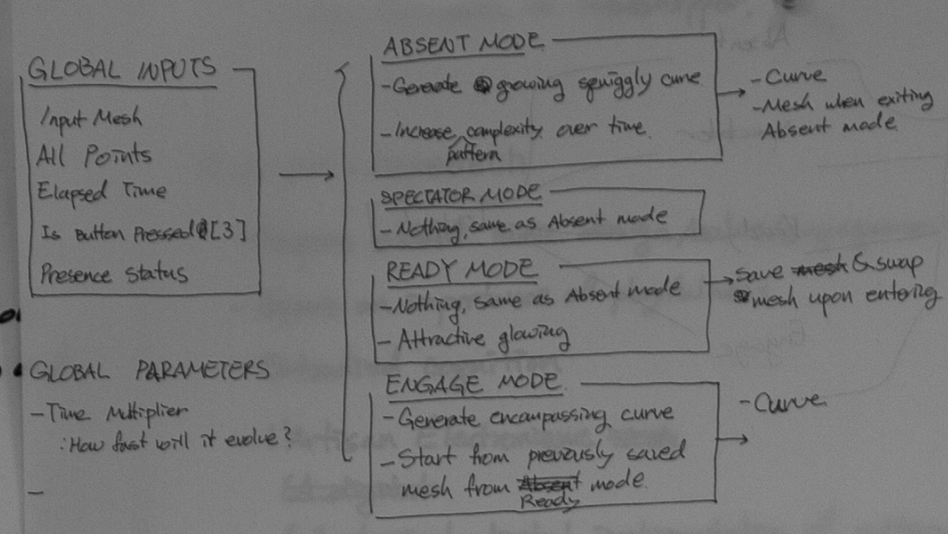 GLOBAL INPUTS
Input Mesh
All Points
Elapsed Time
Is Button Pressed [3]
Presence Status
GLOBAL PARAMETERS
- Time Multiplier
: How fast will it evolve?
-
ABSENT MODE
- Generate growing squiggly curve
- Increase complexity over time.
pattern
SPECTATOR MODE
- Nothing, same as Absent mode
READY MODE
- Nothing, same as Absent mode
- Attractive glowing
ENGAGE MODE
- Generate encompassing curve
- Start from previously saved
mesh from Absent mode.
Ready
- Curve
- Mesh when exiting
Absent mode
save mesh & swap
mesh upon entering
- Curve